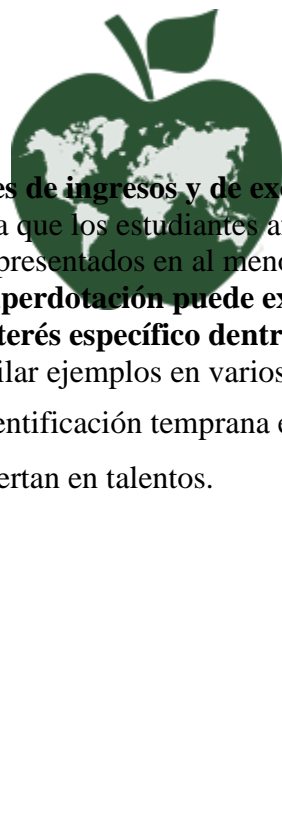 es de ingresos y de ex
a que los estudiantes a
presentados en al meno
perdotación puede ex
terés específico dentr
ilar ejemplos en varios
entificación temprana e
ertan en talentos.